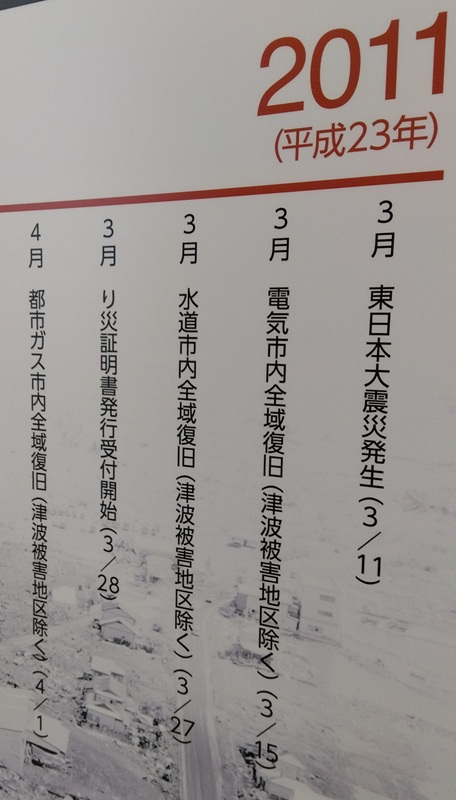 2011
(平成23年)
3月 東日本大震災発生(3／11)
3月 電気市内全域復旧(津波被害地区除く)(3／15)
3月 水道市内全域復旧(津波被害地区除く)(3／27)
3月 り災証明書発行受付開始(3／28)
4月 都市ガス市内全域復旧(津波被害地区除く)(4／1)